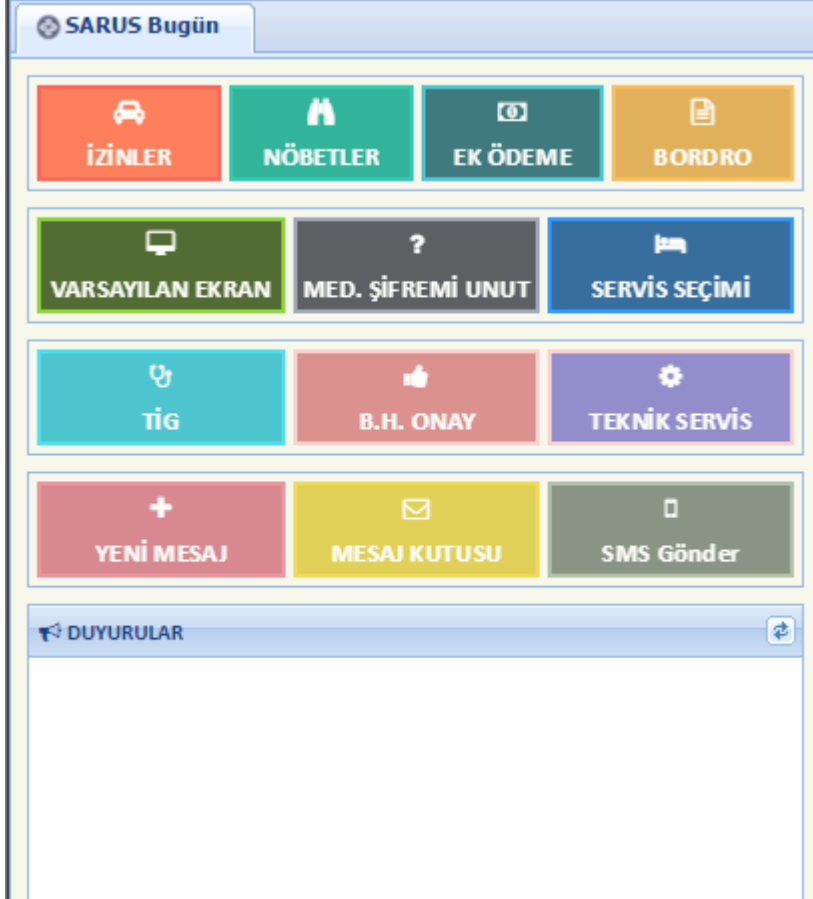 SARUS Bugün
İZİNLER
NÖBETLER
EK ÖDEME
BORDRO
VARSAYILAN EKRAN
MED. ŞİFREMİ UNUT
SERVİS SEÇİMİ
TİG
B.H. ONAY
TEKNİK SERVİS
YENİ MESAJ
MESAJ KUTUSU
SMS Gönder
DUYURULAR